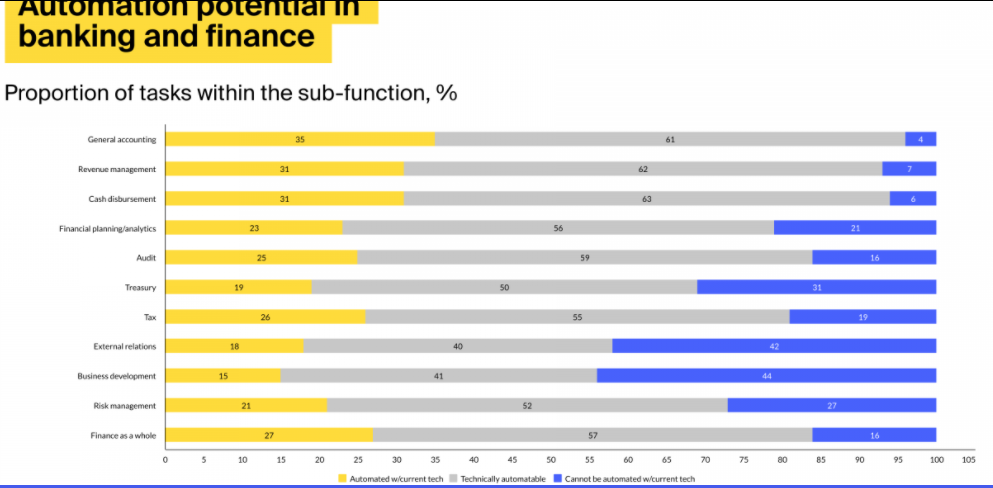 Automation potential in
banking and finance
Proportion of tasks within the sub-function, %
General accounting 35 61 4
Revenue management 31 62 7
Cash disbursement 31 63 6
Financial planning/analytics 23 56 21
Audit 25 59 16
Treasury 19 50 31
Tax 26 55 19
External relations 18 40 42
Business development 15 41 44
Risk management 21 52 27
Finance as a whole 27 57 16
0 5 10 15 20 25 30 35 40 45 50 55 60 65 70 75 80 85 90 95 100 105
Automated w/current tech Technically automatable Cannot be automated w/current tech